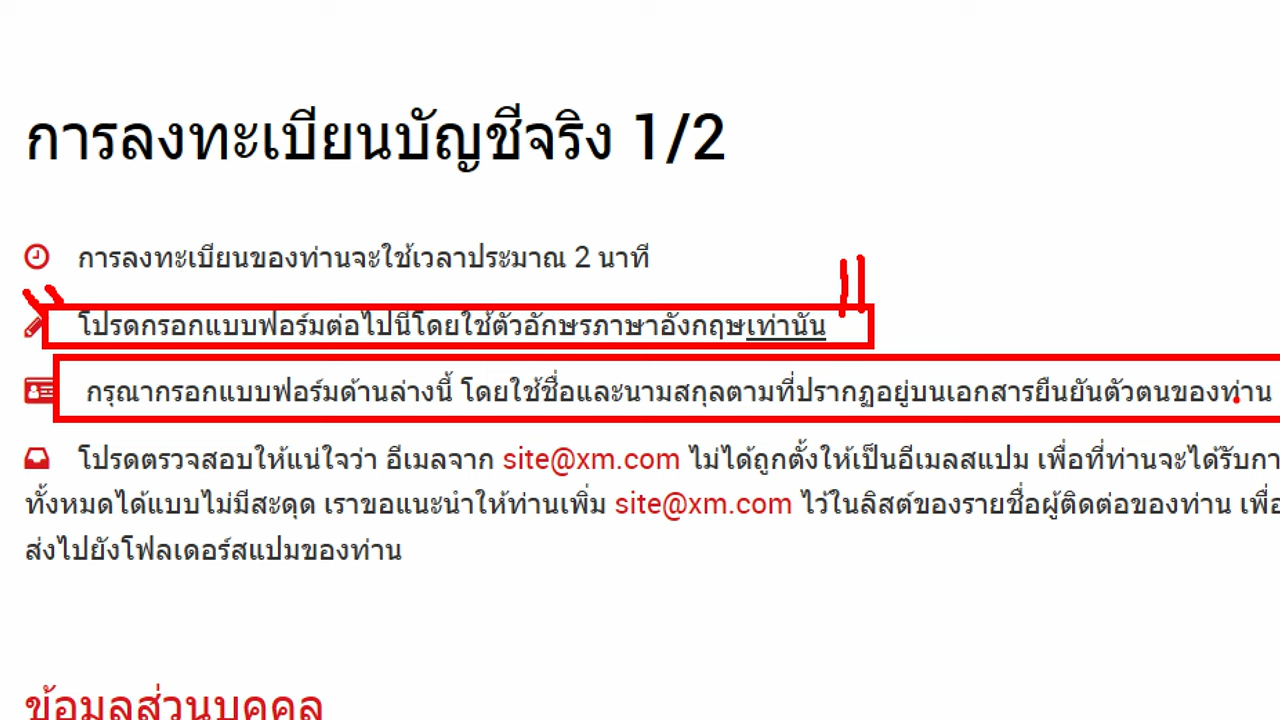 การลงทะเบียนบัญชีจริง 1/2
การลงทะเบียนของท่านจะใช้เวลาประมาณ 2 นาที
โปรดกรอกแบบฟอร์มต่อไปนี้โดยใช้ตัวอักษรภาษาอังกฤษเท่านั้น
กรุณากรอกแบบฟอร์มด้านล่างนี้ โดยใช้ชื่อและนามสกุลตามที่ปรากฏอยู่บนเอกสารยืนยันตัวตนของท่าน
โปรดตรวจสอบให้แน่ใจว่า อีเมลจาก site@xm.com ไม่ได้ถูกตั้งให้เป็นอีเมลสแปม เพื่อที่ท่านจะได้รับกา
ทั้งหมดได้แบบไม่มีสะดุด เราขอแนะนำให้ท่านเพิ่ม site@xm.com ไว้ในลิสต์ของรายชื่อผู้ติดต่อของท่าน เพื่อ
ส่งไปยังโฟลเดอร์สแปมของท่าน
ข้อมูลส่วนบุคคล